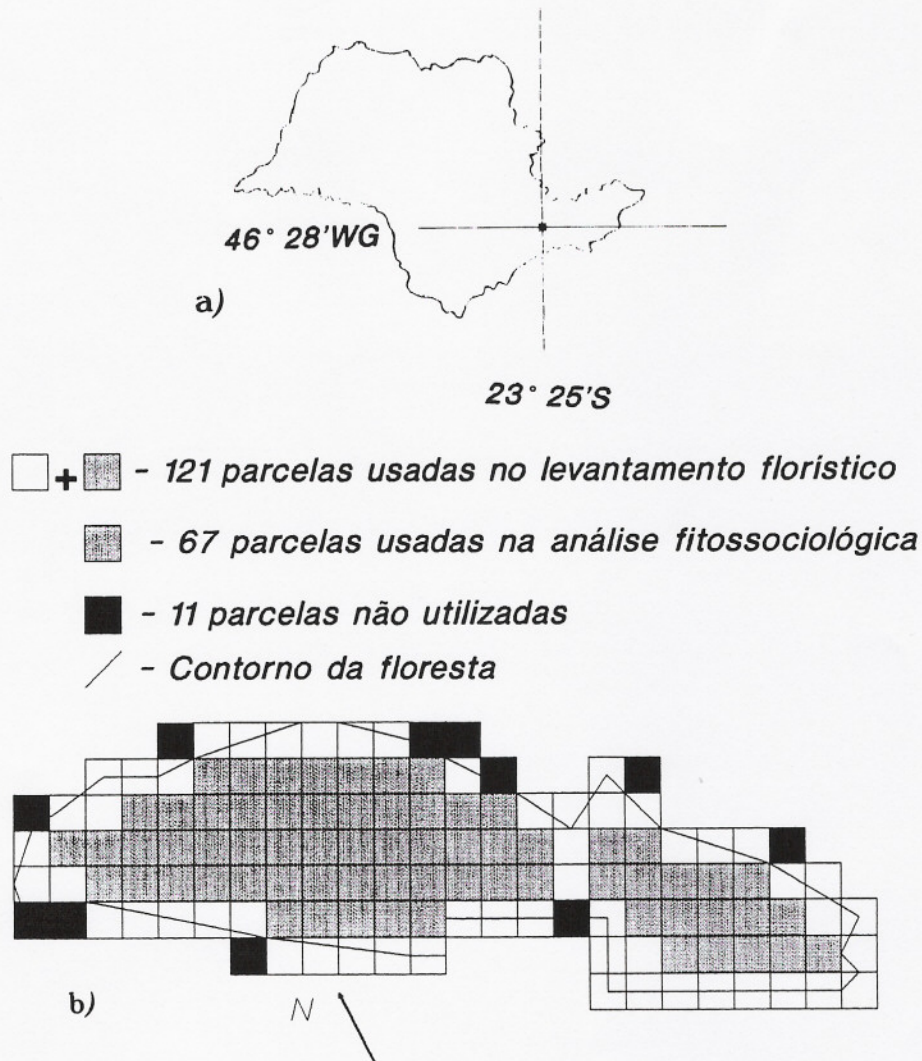 46° 28'WG
a)
23° 25'S
+ - 121 parcelas usadas no levantamento florístico
- 67 parcelas usadas na análise fitossociológica
- 11 parcelas não utilizadas
- Contorno da floresta
b)
N